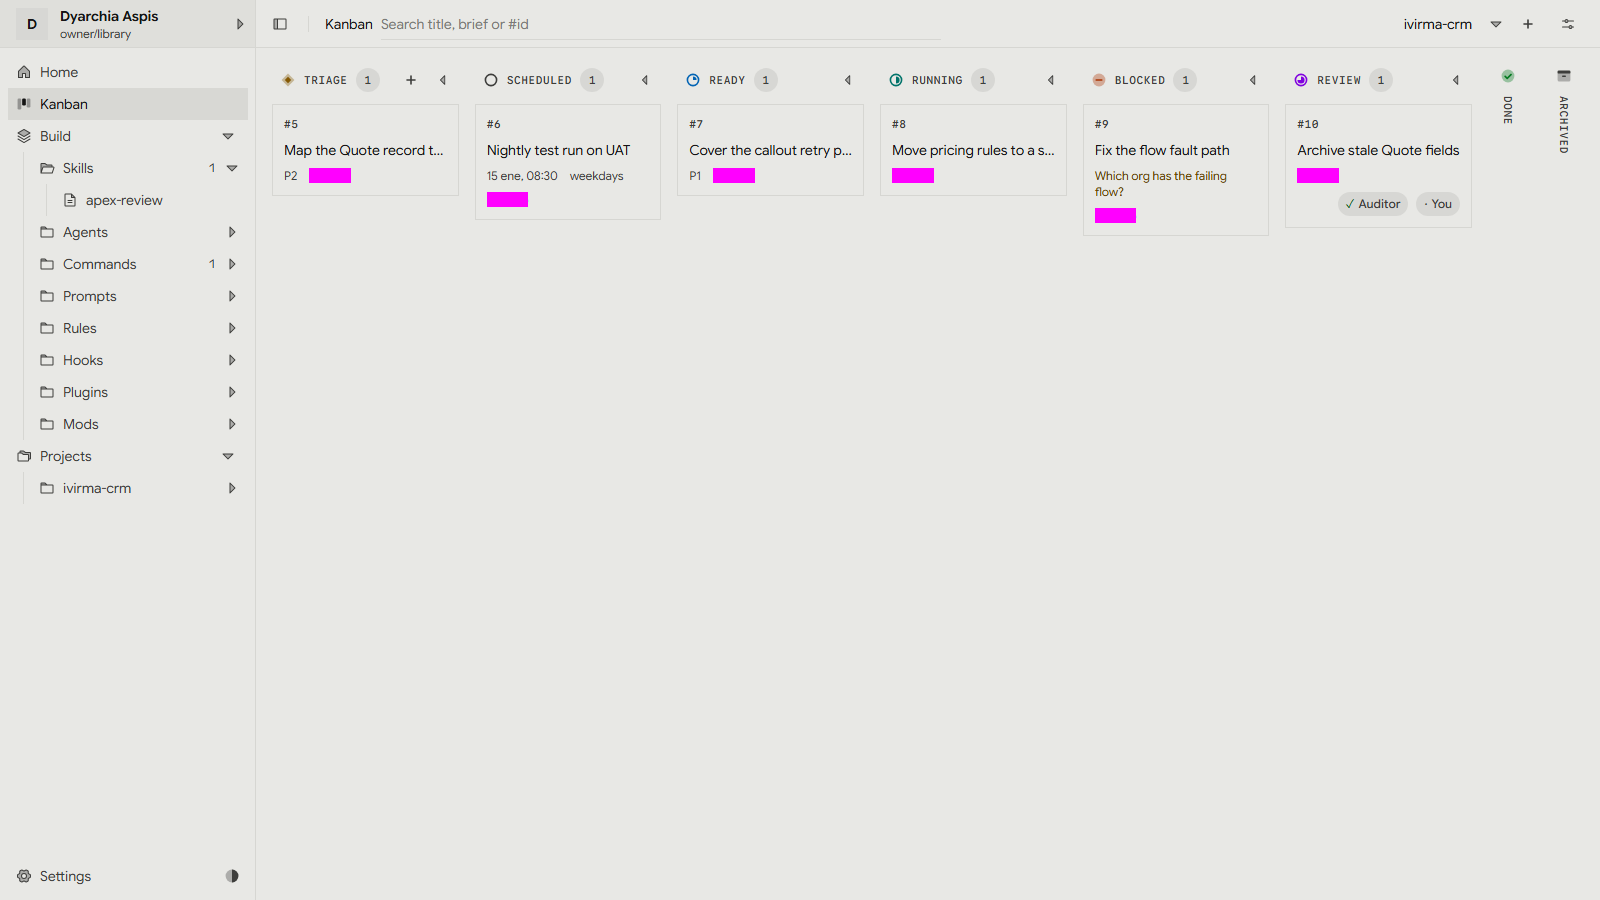 D
Dyarchia Aspis
owner/library
Home
Kanban
Build
Skills 1
apex-review
Agents
Commands 1
Prompts
Rules
Hooks
Plugins
Mods
Projects
ivirma-crm
Settings
Kanban Search title, brief or #id
ivirma-crm
TRIAGE 1
#5
Map the Quote record t...
P2
SCHEDULED 1
#6
Nightly test run on UAT
15 ene, 08:30 weekdays
READY 1
#7
Cover the callout retry p...
P1
RUNNING 1
#8
Move pricing rules to a s...
BLOCKED 1
#9
Fix the flow fault path
Which org has the failing
flow?
REVIEW 1
#10
Archive stale Quote fields
✓ Auditor · You
DONE
ARCHIVED